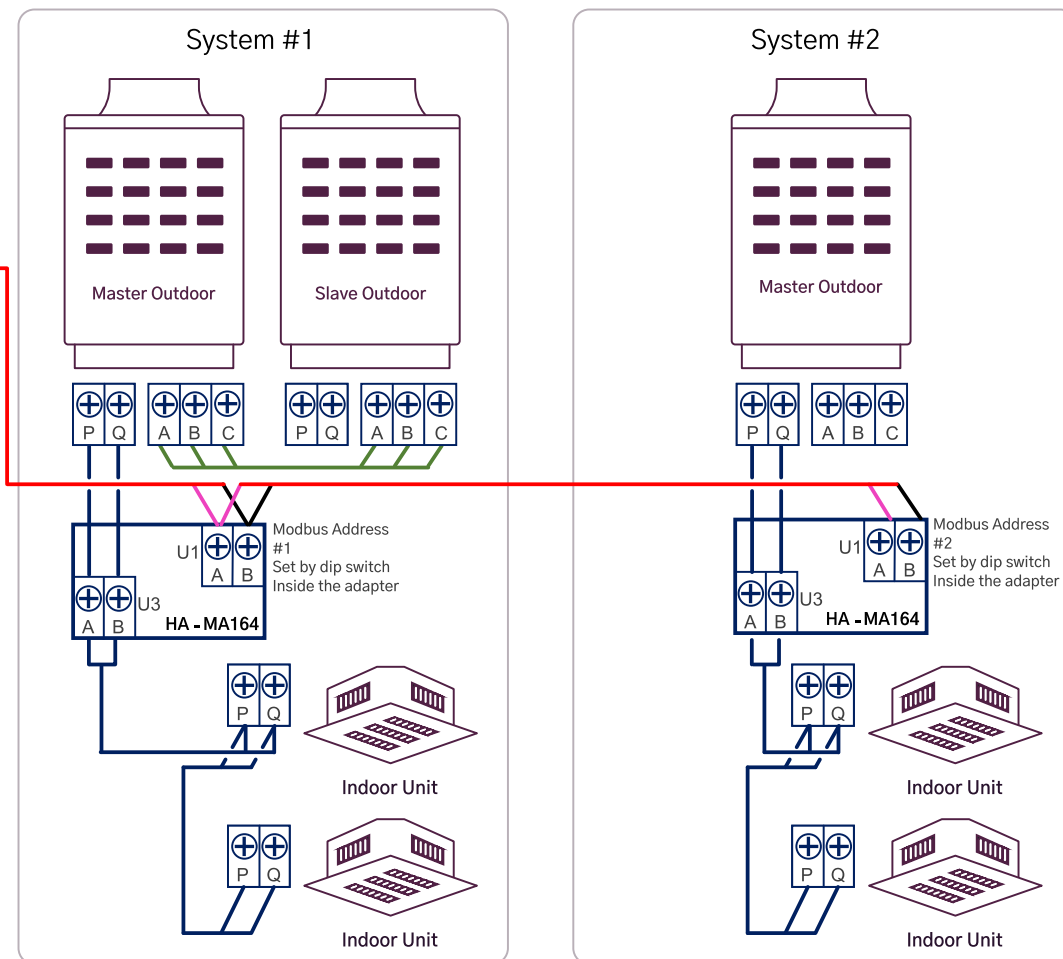 System #1
Master Outdoor
Slave Outdoor
P Q A B C P Q A B C
Modbus Address
#1
Set by dip switch
Inside the adapter
U1
A B
U3
A B
HA - MA164
P Q
Indoor Unit
P Q
Indoor Unit
System #2
Master Outdoor
P Q A B C
Modbus Address
#2
Set by dip switch
Inside the adapter
U1
A B
U3
A B
HA - MA164
P Q
Indoor Unit
P Q
Indoor Unit